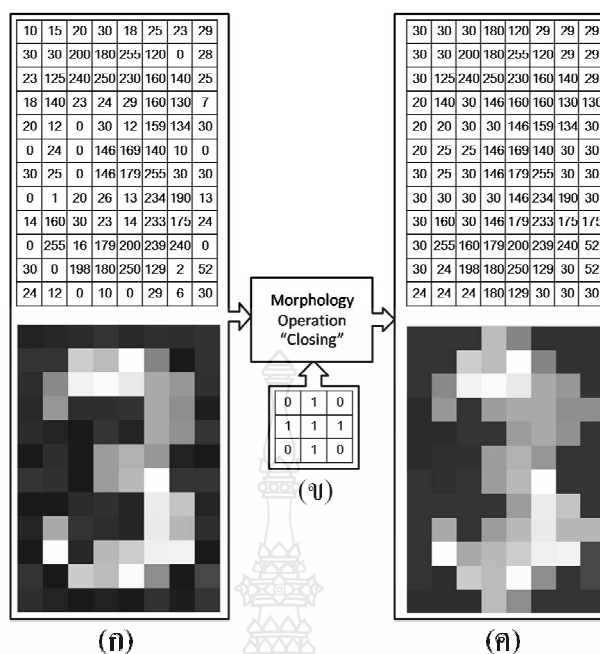 10 15 20 30 18 25 23 29
30 30 200 180 255 120 0 28
23 125 240 250 230 160 140 25
18 140 23 24 29 160 130 7
20 12 0 30 12 159 134 30
0 24 0 146 169 140 10 0
30 25 0 146 179 255 30 30
0 1 20 26 13 234 190 13
14 160 30 23 14 233 175 24
0 255 16 179 200 239 240 0
30 0 198 180 250 129 2 52
24 12 0 10 0 29 6 30
(ก)
Morphology
Operation
"Closing"
0 1 0
1 1 1
0 1 0
(ข)
30 30 30 180 120 29 29 29
30 30 200 180 255 120 29 29
30 125 240 250 230 160 140 29
20 140 30 146 160 160 130 130
20 20 30 30 146 159 134 30
20 25 25 146 169 140 30 30
30 25 30 146 179 255 30 30
30 30 30 30 146 234 190 30
30 160 30 146 179 233 175 175
30 255 160 179 200 239 240 52
30 24 198 180 250 129 30 52
24 24 24 180 129 30 30 30
(ค)